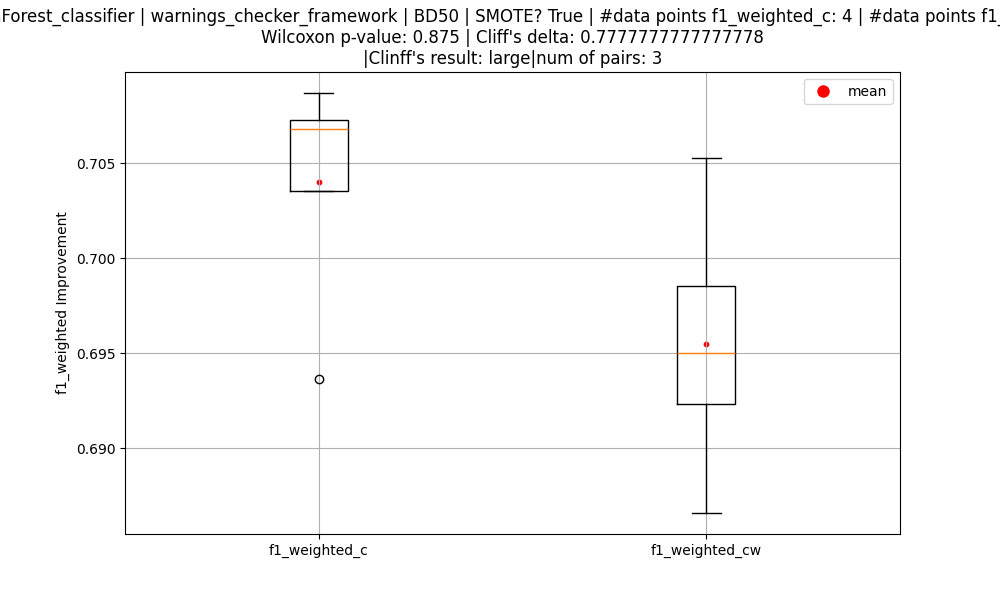 Forest_classifier | warnings_checker_framework | BD50 | SMOTE? True | #data points f1_weighted_c: 4 | #data points f1_
Wilcoxon p-value: 0.875 | Cliff's delta: 0.7777777777777778
|Clinff's result: large|num of pairs: 3
mean
0.705
0.700
0.695
0.690
f1_weighted Improvement
f1_weighted_c
f1_weighted_cw